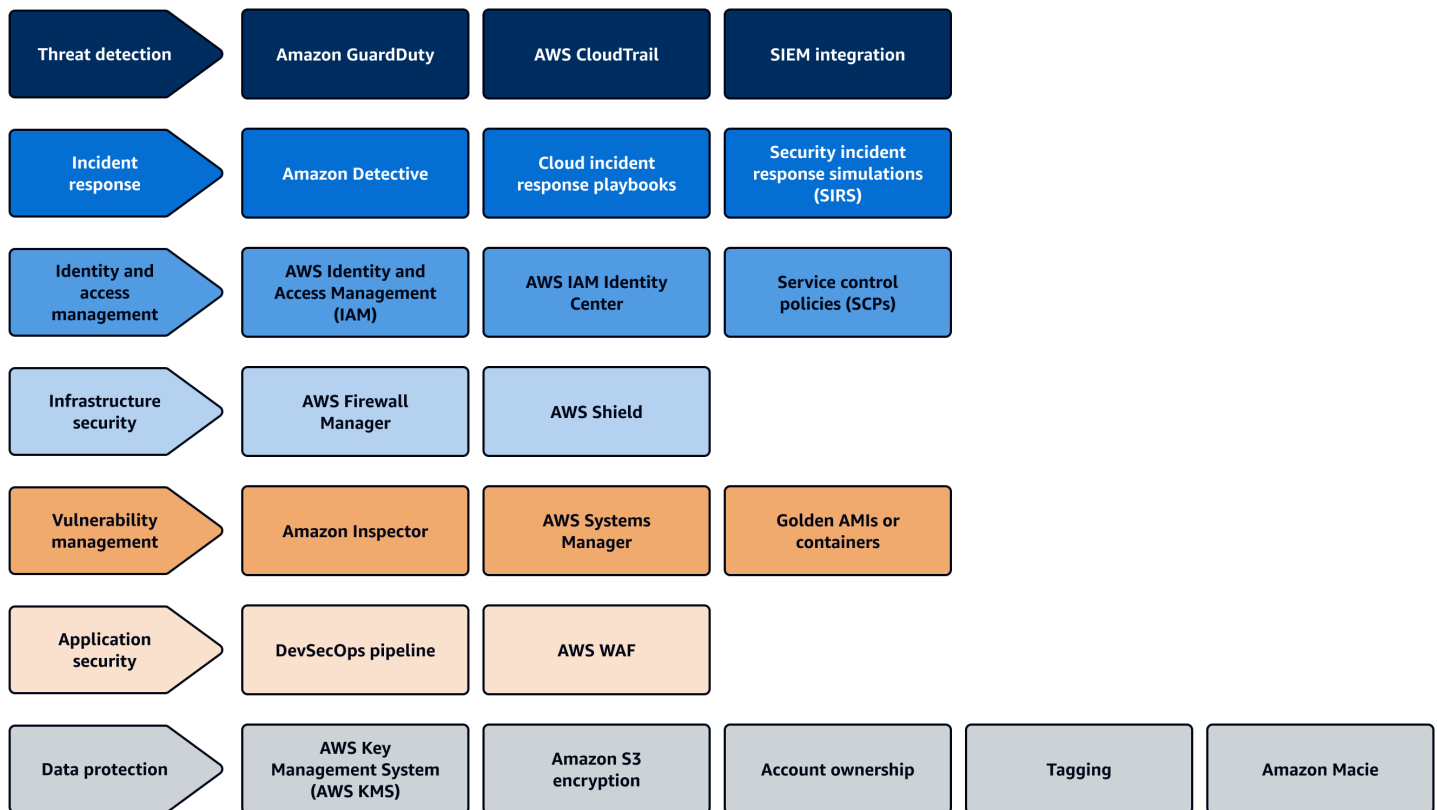 Threat detection
Amazon GuardDuty
AWS CloudTrail
SIEM integration
Incident
response
Amazon Detective
Cloud incident
response playbooks
Security incident
response simulations
(SIRS)
Identity and
access
management
AWS Identity and
Access Management
(IAM)
AWS IAM Identity
Center
Service control
policies (SCPs)
Infrastructure
security
AWS Firewall
Manager
AWS Shield
Vulnerability
management
Amazon Inspector
AWS Systems
Manager
Golden AMIs or
containers
Application
security
DevSecOps pipeline
AWS WAF
Data protection
AWS Key
Management System
(AWS KMS)
Amazon S3
encryption
Account ownership
Tagging
Amazon Macie